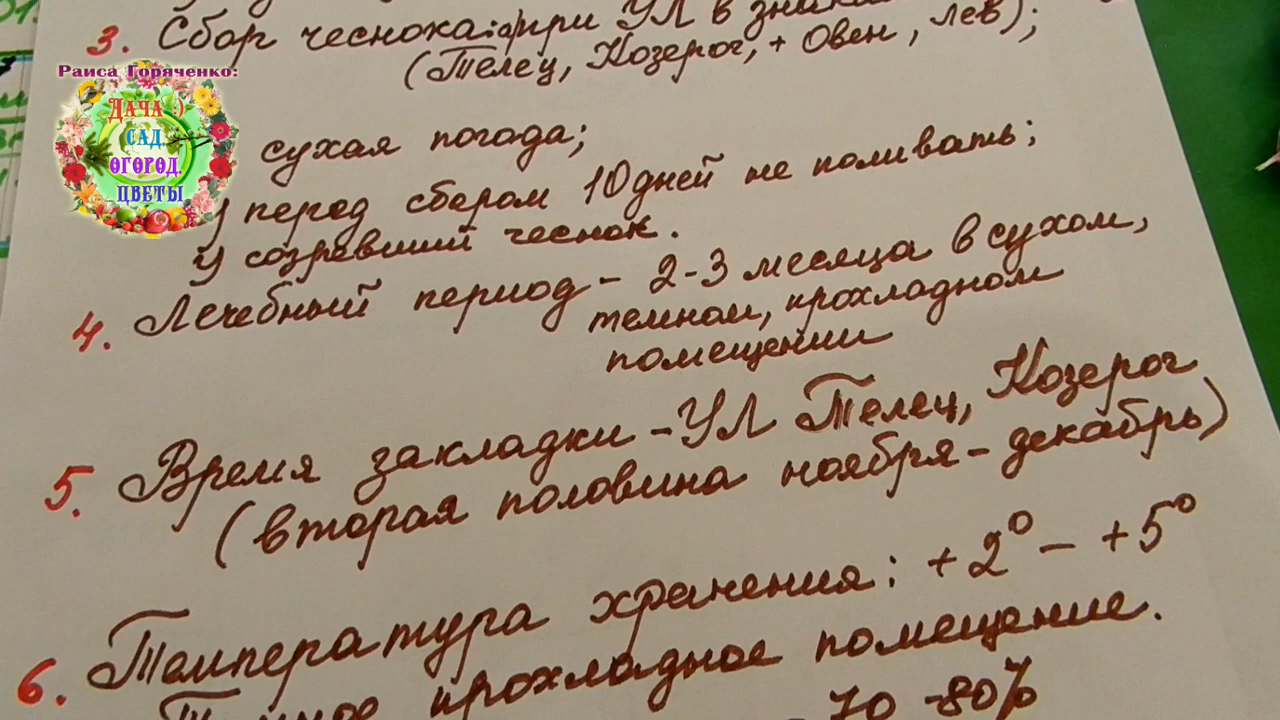 3. Сбор чеснока: а) при УЛ в знаках
(Телец, Козерог, + Овен, Лев);
сухая погода;
перед сбором 10 дней не поливать;
созревший чеснок.
4. Лечебный период - 2-3 месяца в сухом,
темном, прохладном
помещении
5. Время закладки - УЛ Телец, Козерог
(вторая половина ноября - декабрь)
6. Температура хранения: +2° - +5°
прохладное помещение.
70-80%
Раиса Горяченко:
ДАЧА :)
САД
ОГОРОД.
ЦВЕТЫ